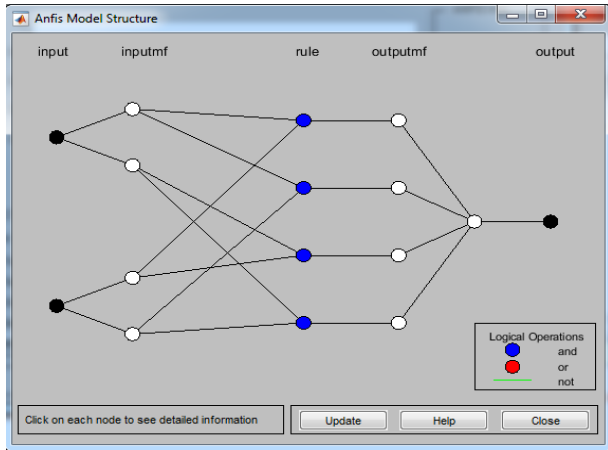 Anfis Model Structure
input inputmf rule outputmf output
Logical Operations
and
or
not
Click on each node to see detailed information Update Help Close